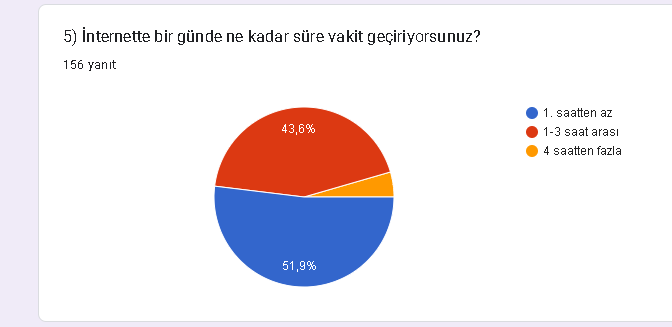 5) İnternette bir günde ne kadar süre vakit geçiriyorsunuz?
156 yanıt
43,6%
51,9%
1. saatten az
1-3 saat arası
4 saatten fazla